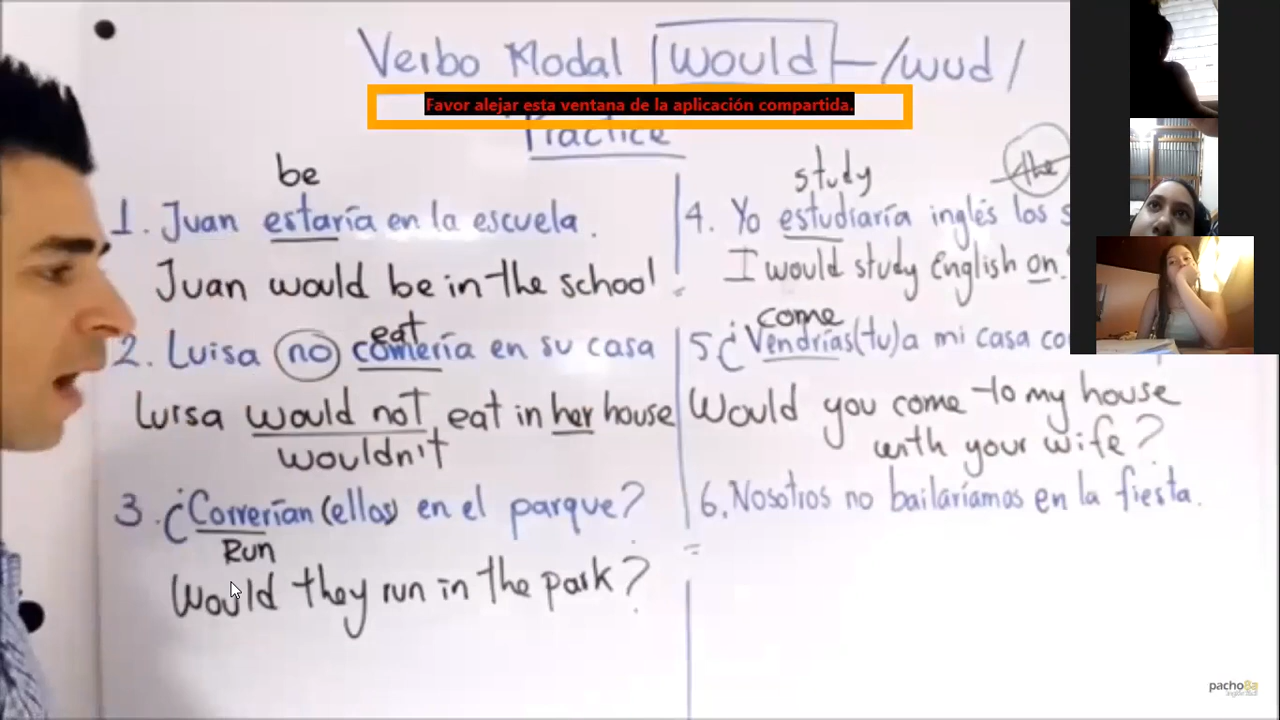 Verbo Modal would - /wud/
Favor alejar esta ventana de la aplicación compartida.
Practice
be
1. Juan estaría en la escuela.
Juan would be in the school
eat
2. Luisa no comería en su casa
Luisa would not eat in her house
wouldn't
3. ¿Correrían (ellos) en el parque?
Run
Would they run in the park?
study
the
4. Yo estudiaría inglés los s
I would study English on.
come
5 ¿Vendrías (tu) a mi casa co
Would you come to my house
with your wife?
6. Nosotros no bailaríamos en la fiesta.
pacho8a